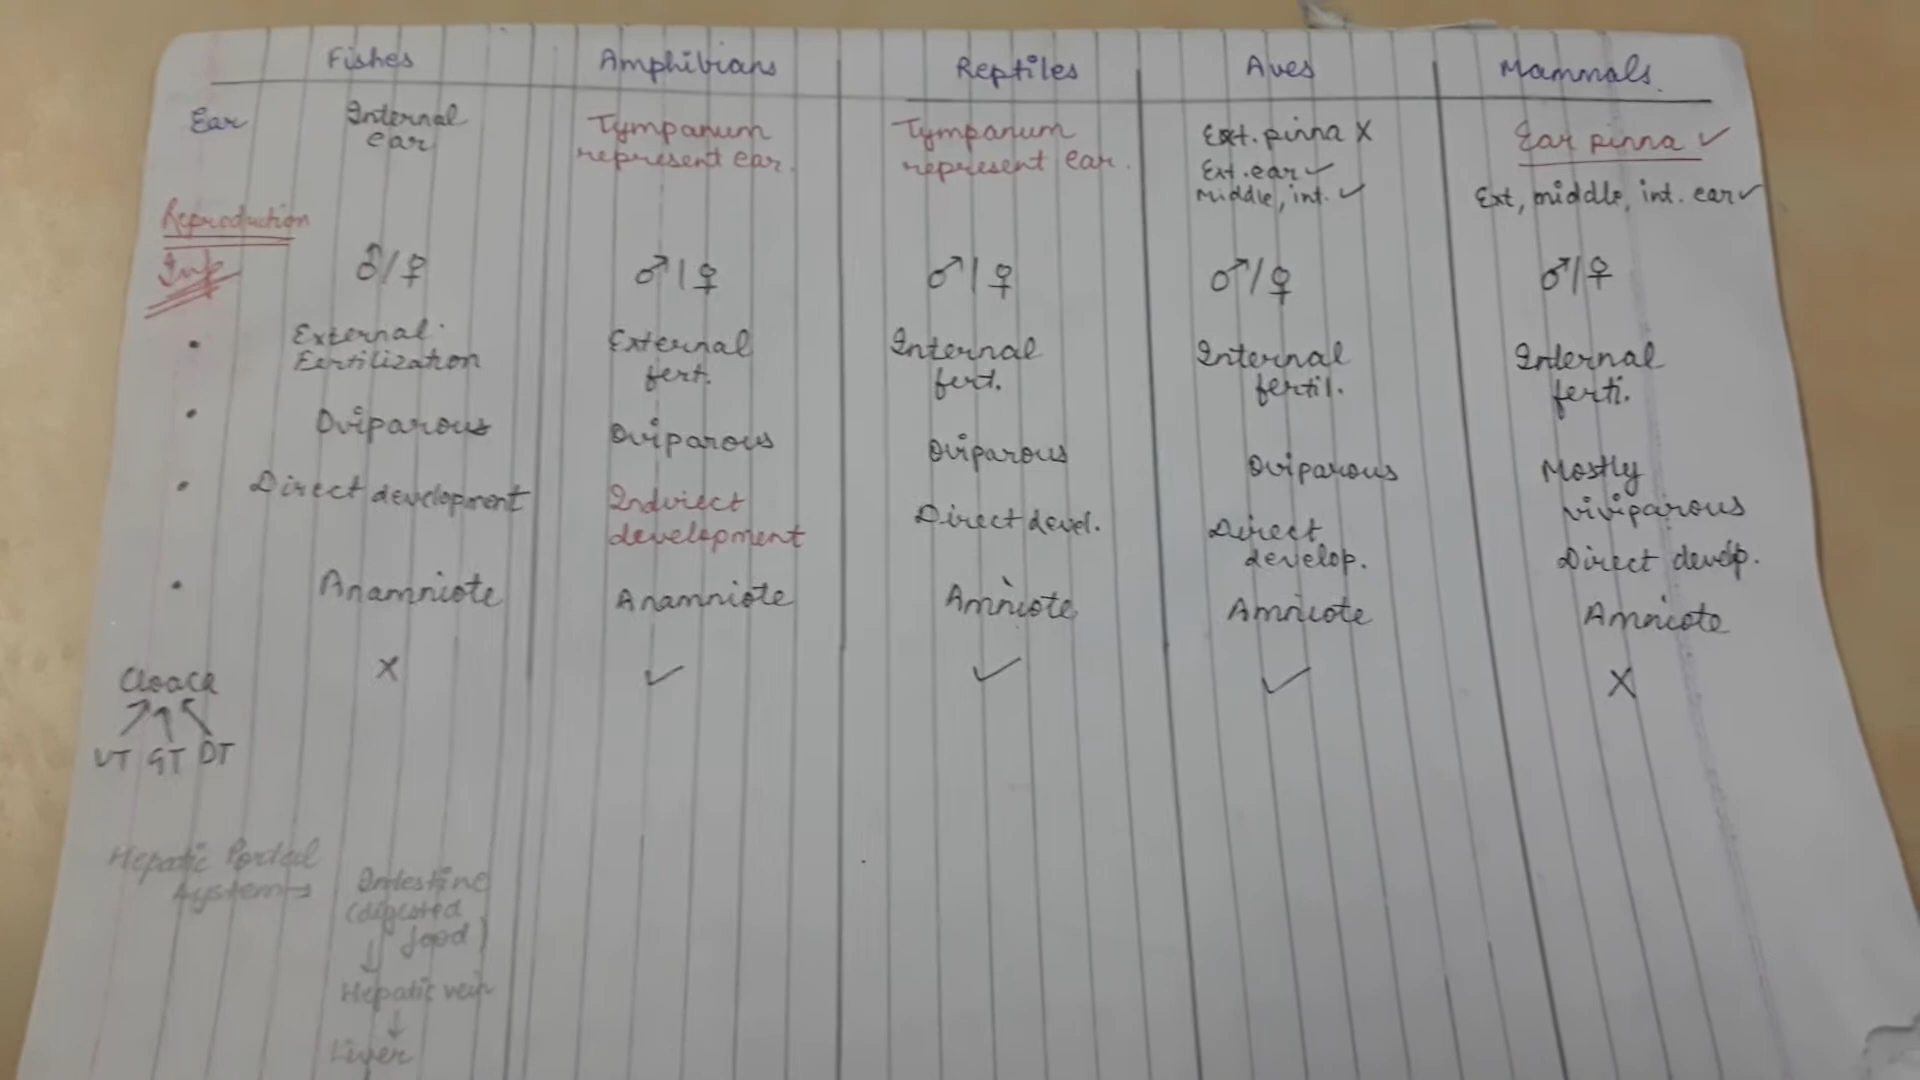 Fishes Amphibians Reptiles Aves Mammals.
Ear Internal ear Tympanum represent ear. Tympanum represent ear. Ext. pinna X Ear pinna ✓
Ext. ear ✓
Middle, int. ✓ Ext, middle, int. ear ✓
Reproduction
Imp ♂/♀ ♂/♀ ♂/♀ ♂/♀ ♂/♀
• External Fertilization External fert. Internal fert. Internal fertil. Internal ferti.
• Oviparous Oviparous Oviparous Oviparous Mostly viviparous
• Direct development Indirect development Direct devel. Direct develop. Direct develp.
• Anamniote Anamniote Amniote Amniote Amniote
Cloaca X ✓ ✓ ✓ X
UT GT DT
Hepatic Portal System→ Intestine
(digested
food)
↓
Hepatic vein
↓
Liver